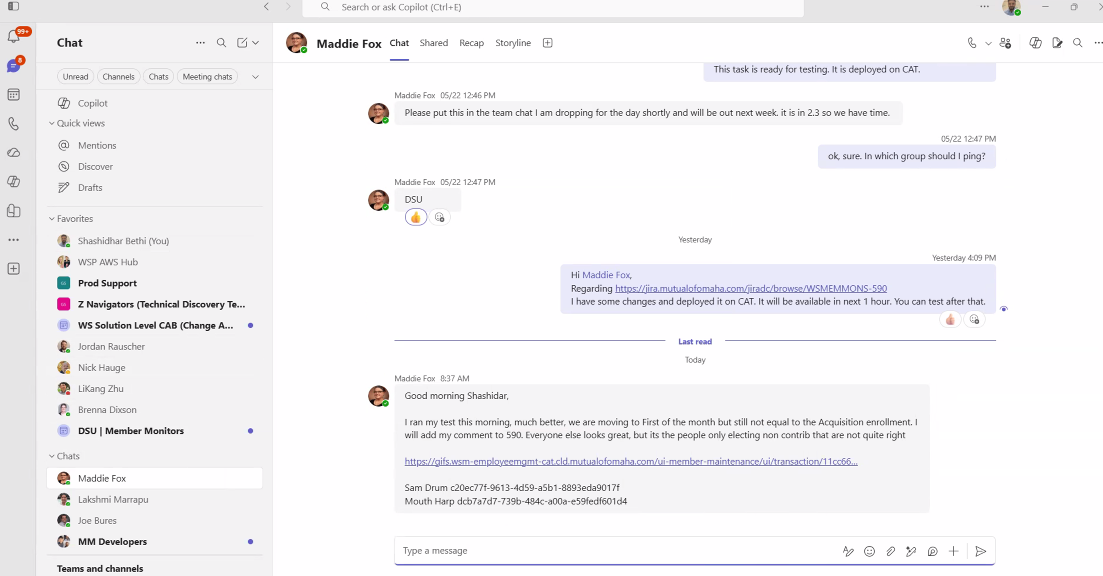 Search or ask Copilot (Ctrl+E)
99+
8
Chat
Unread
Channels
Chats
Meeting chats
Copilot
Quick views
Mentions
Discover
Drafts
Favorites
Shashidhar Bethi (You)
WSP AWS Hub
Prod Support
Z Navigators (Technical Discovery Te...
WS Solution Level CAB (Change A...
Jordan Rauscher
Nick Hauge
LiKang Zhu
Brenna Dixson
DSU | Member Monitors
Chats
Maddie Fox
Lakshmi Marrapu
Joe Bures
MM Developers
Teams and channels
Maddie Fox
Chat
Shared
Recap
Storyline
This task is ready for testing. It is deployed on CAT.
Maddie Fox 05/22 12:46 PM
Please put this in the team chat I am dropping for the day shortly and will be out next week. it is in 2.3 so we have time.
05/22 12:47 PM
ok, sure. In which group should I ping?
Maddie Fox 05/22 12:47 PM
DSU
Yesterday
Yesterday 4:09 PM
Hi Maddie Fox,
Regarding https://jira.mutualofomaha.com/jiradc/browse/WSMEMMONS-590
I have some changes and deployed it on CAT. It will be available in next 1 hour. You can test after that.
Last read
Today
Maddie Fox 8:37 AM
Good morning Shashidar,
I ran my test this morning, much better, we are moving to First of the month but still not equal to the Acquisition enrollment. I
will add my comment to 590. Everyone else looks great, but its the people only electing non contrib that are not quite right
https://gifs.wsm-employeemgmt-cat.cld.mutualofomaha.com/ui-member-maintenance/ui/transaction/11cc66...
Sam Drum c20ec77f-9613-4d59-a5b1-8893eda9017f
Mouth Harp dcb7a7d7-739b-484c-a00a-e59fedf601d4
Type a message